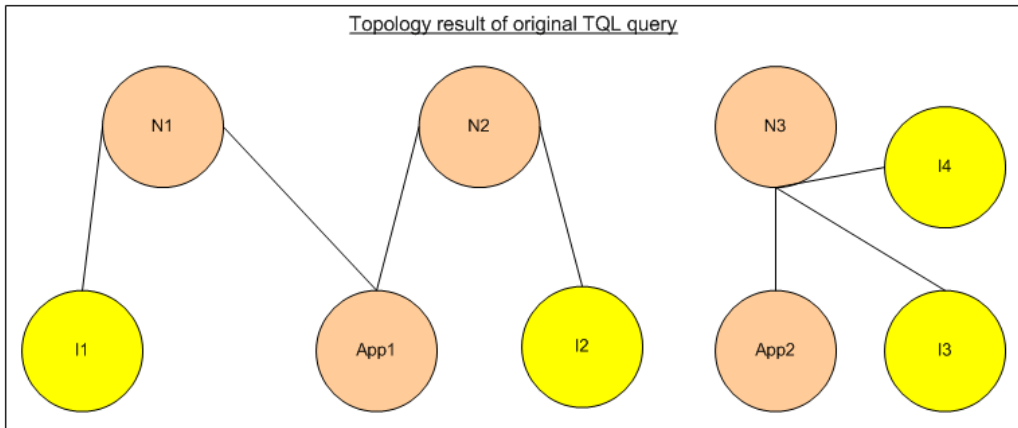 Topology result of original TQL query
N1
N2
N3
I4
I1
App1
I2
App2
I3